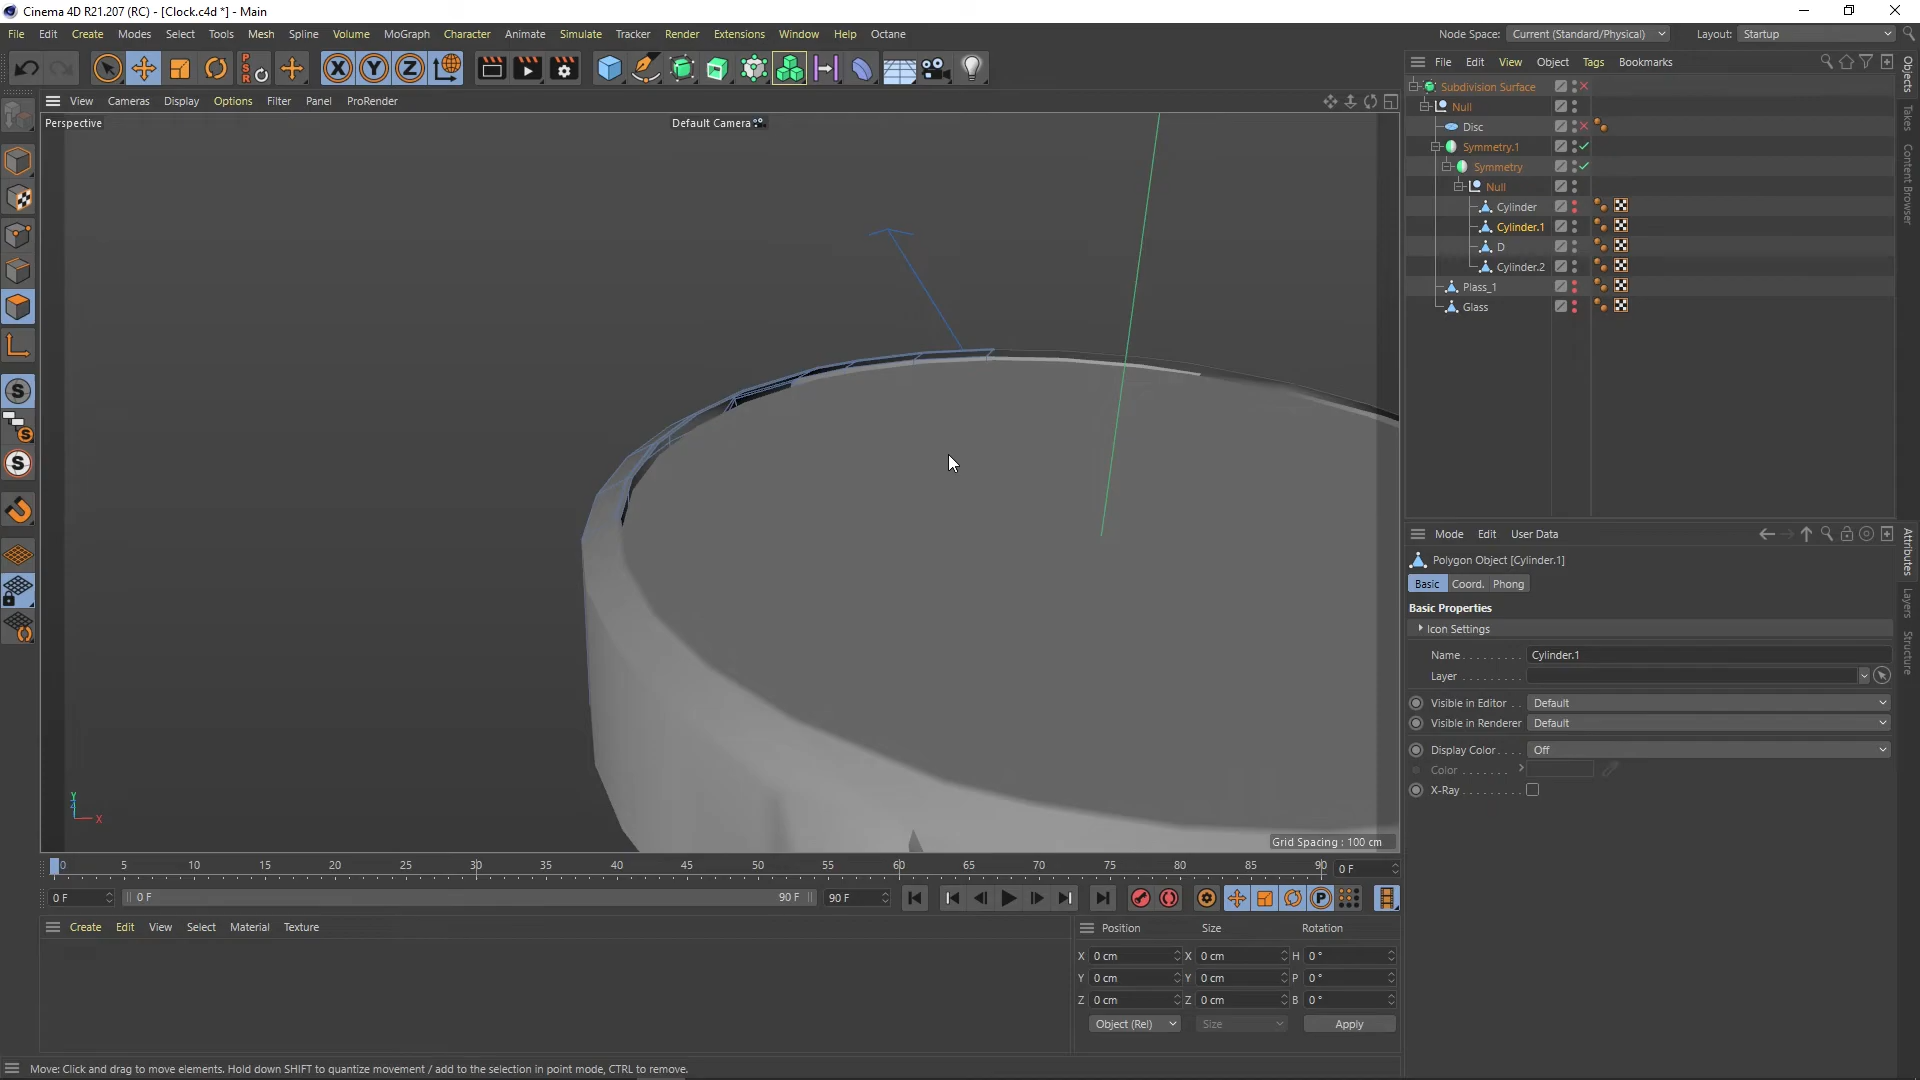 Cinema 4D R21.207 (RC) - [Clock.c4d *] - Main
File Edit Create Modes Select Tools Mesh Spline Volume MoGraph Character Animate Simulate Tracker Render Extensions Window Help Octane
Node Space: Current (Standard/Physical) Layout: Startup
X Y Z
PSR
View Cameras Display Options Filter Panel ProRender
Perspective
Default Camera
Y
Z
X
Grid Spacing : 100 cm
File Edit View Object Tags Bookmarks
Subdivision Surface
Null
Disc
Symmetry.1
Symmetry
Null
Cylinder
Cylinder.1
D
Cylinder.2
Plass_1
Glass
Objects
Takes
Content Browser
Mode Edit User Data
Polygon Object [Cylinder.1]
Basic Coord. Phong
Basic Properties
Icon Settings
Name Cylinder.1
Layer
Visible in Editor Default
Visible in Renderer Default
Display Color Off
Color
X-Ray
Attributes
Layers
Structure
0 5 10 15 20 25 30 35 40 45 50 55 60 65 70 75 80 85 90 0 F
0 F 0 F 90 F 90 F
Create Edit View Select Material Texture
Position Size Rotation
X 0 cm X 0 cm H 0 °
Y 0 cm Y 0 cm P 0 °
Z 0 cm Z 0 cm B 0 °
Object (Rel) Size Apply
Move: Click and drag to move elements. Hold down SHIFT to quantize movement / add to the selection in point mode, CTRL to remove.